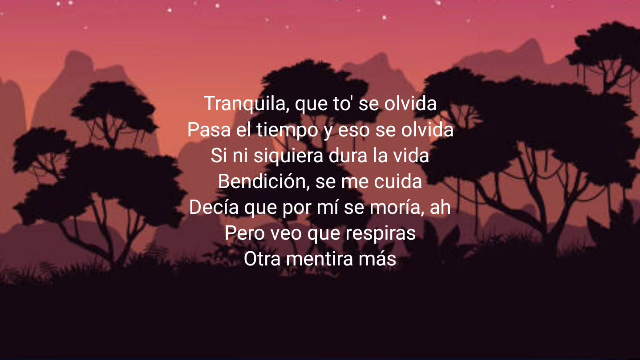 Tranquila, que to' se olvida
Pasa el tiempo y eso se olvida
Si ni siquiera dura la vida
Bendición, se me cuida
Decía que por mí se moría, ah
Pero veo que respiras
Otra mentira más